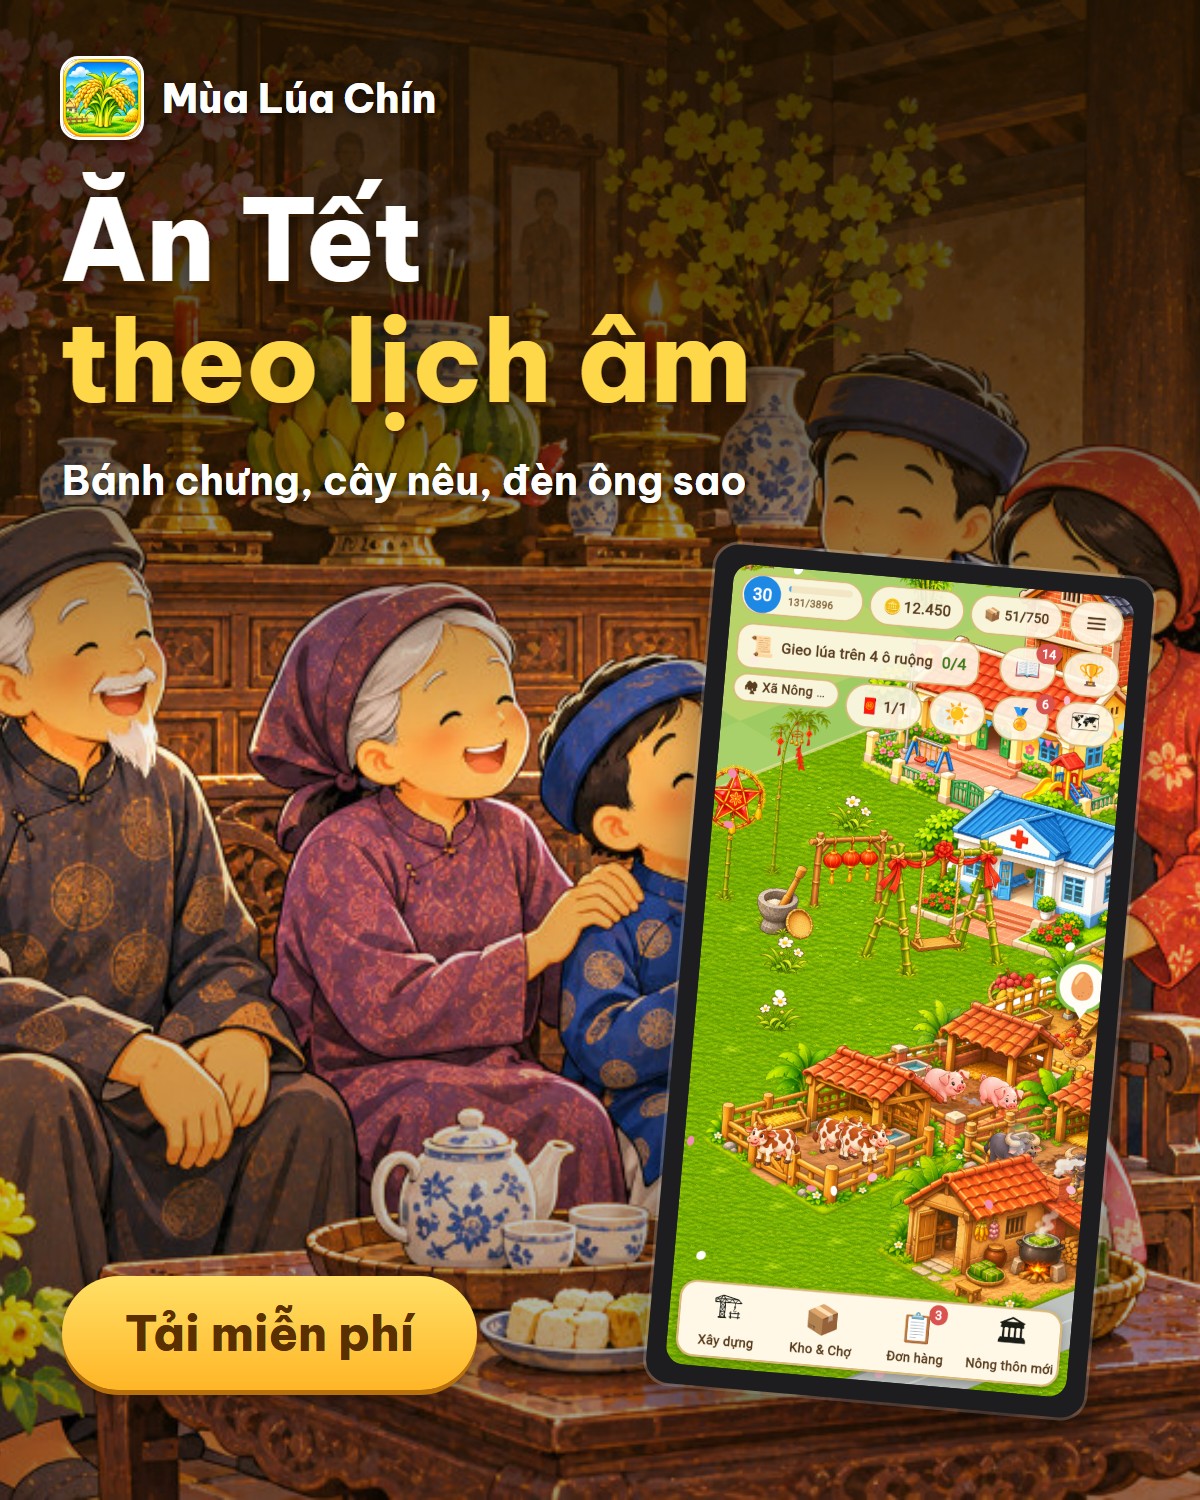 Mùa Lúa Chín
Ăn Tết
theo lịch âm
Bánh chưng, cây nêu, đèn ông sao
30
131/3896
12.450
51/750
Gieo lúa trên 4 ô ruộng 0/4
14
Xã Nông ...
1/1
6
Xây dựng
Kho & Chợ
3
Đơn hàng
Nông thôn mới
Tải miễn phí